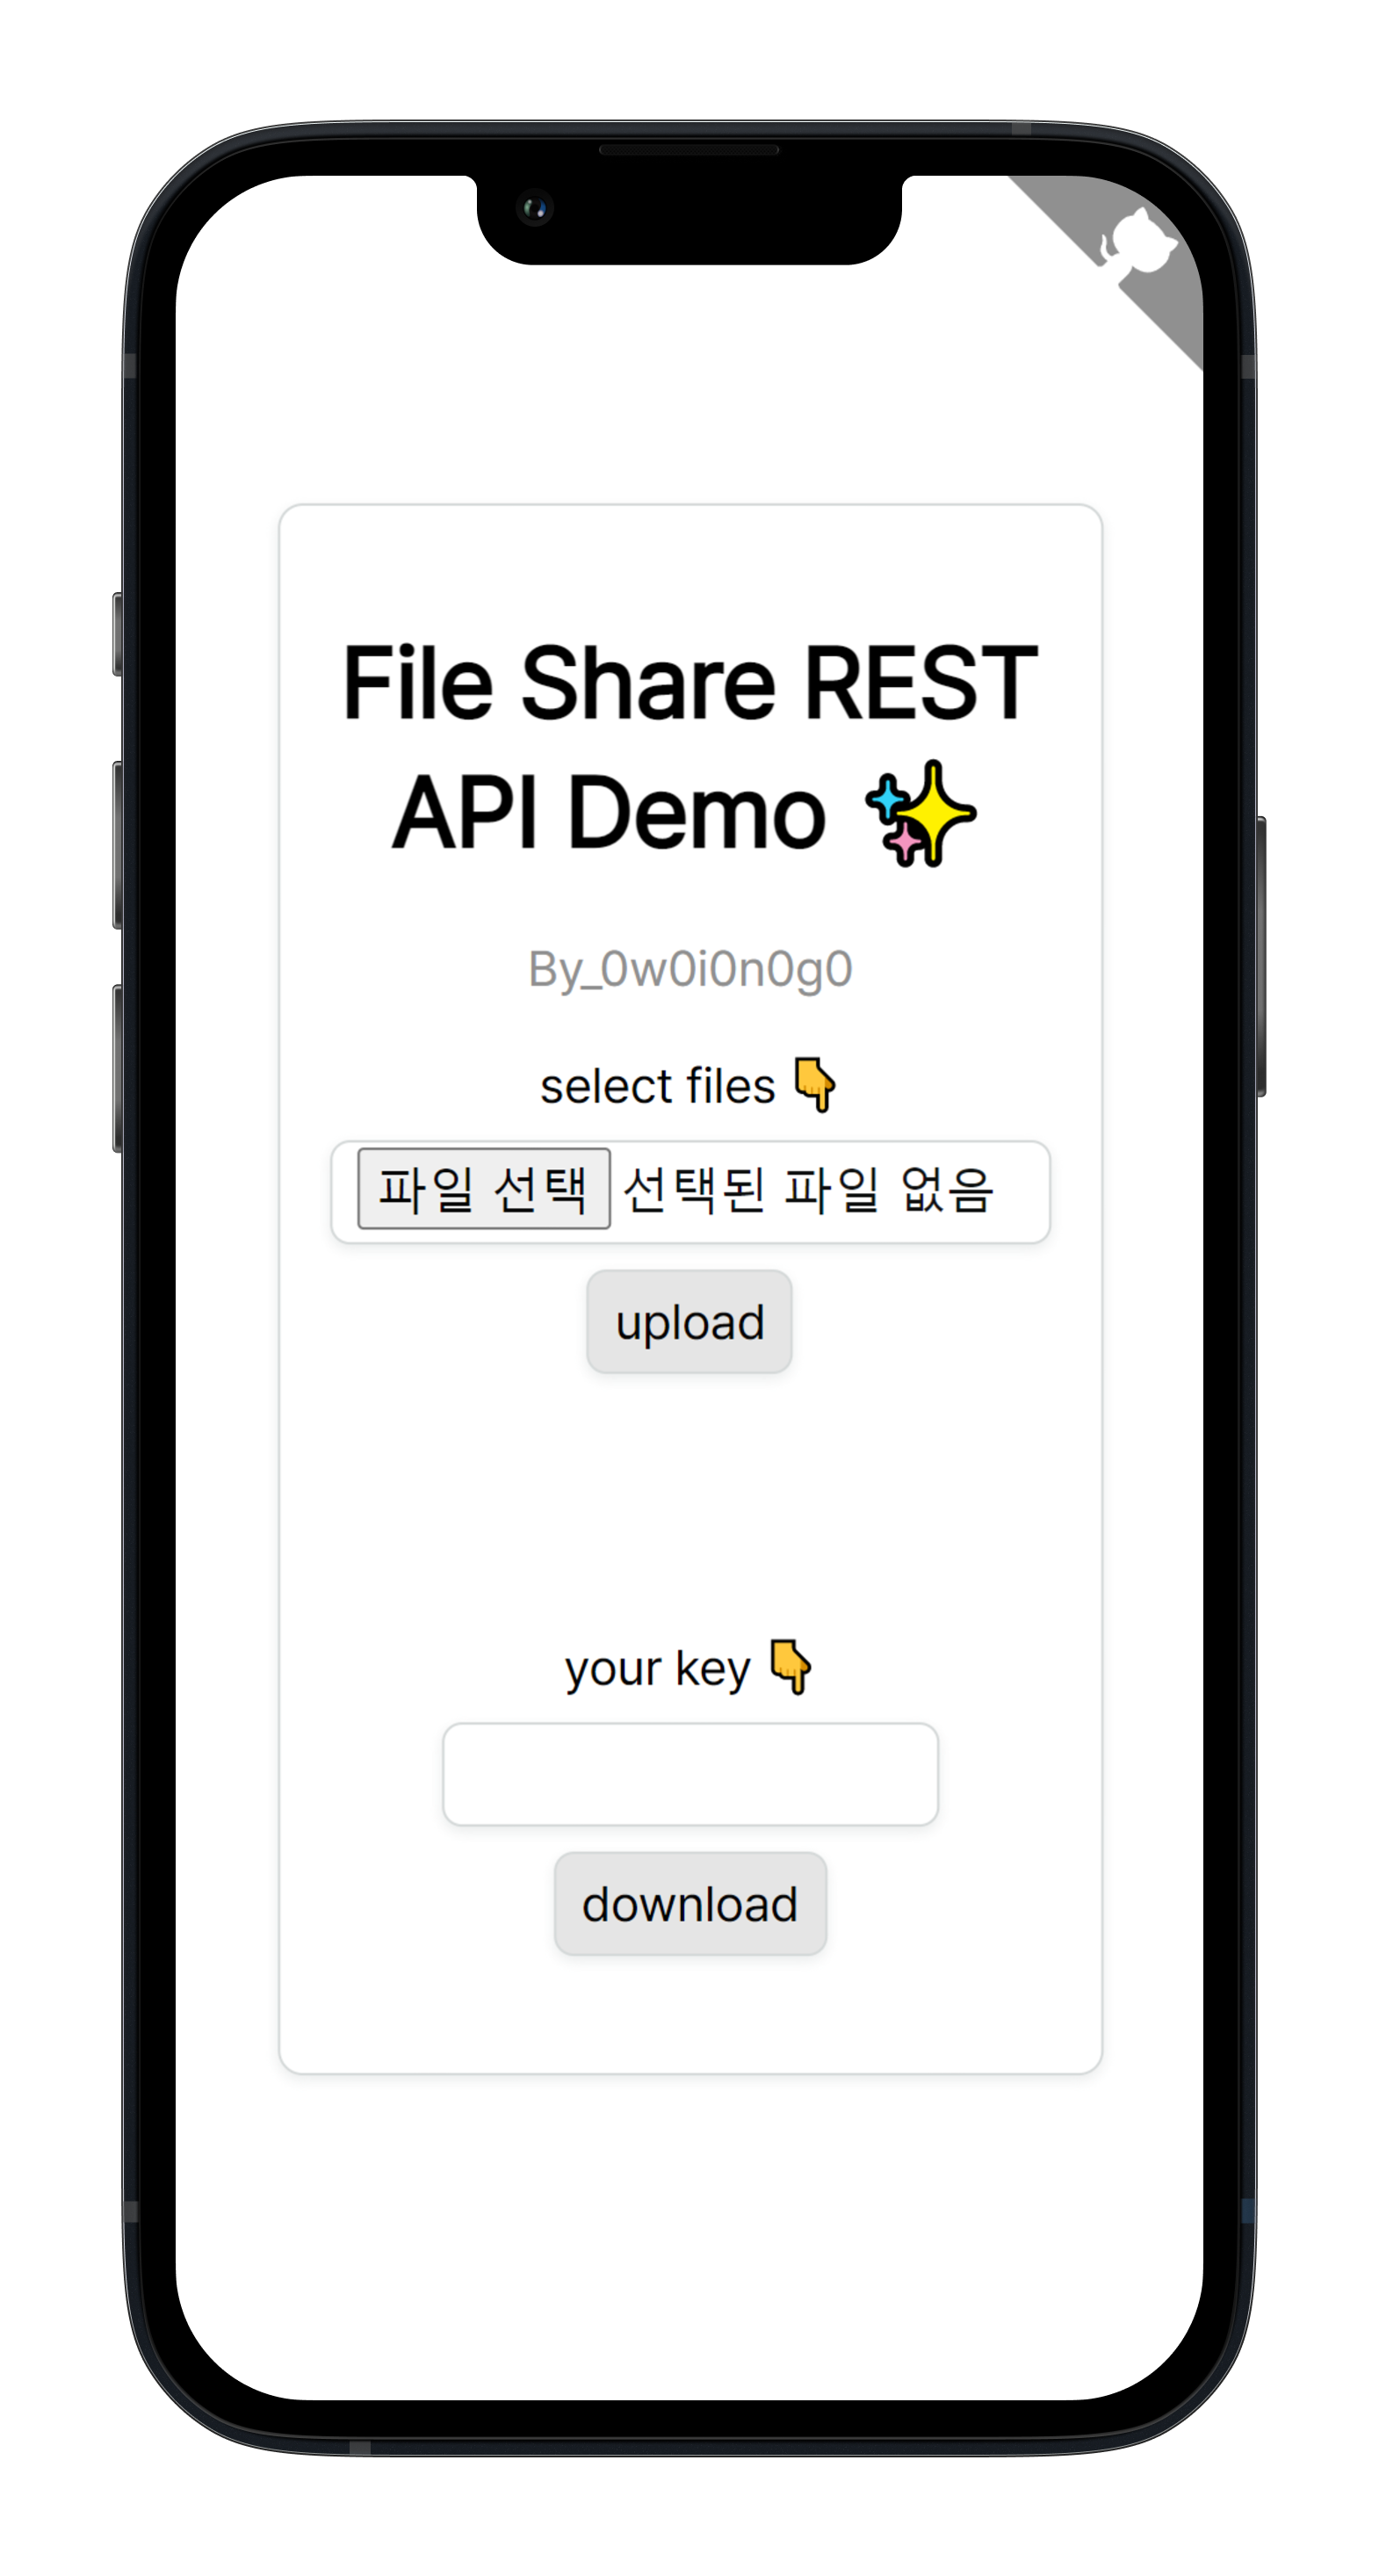 File Share REST
API Demo ✨
By_0w0i0n0g0
select files 👇
파일 선택 선택된 파일 없음
upload
your key 👇
download